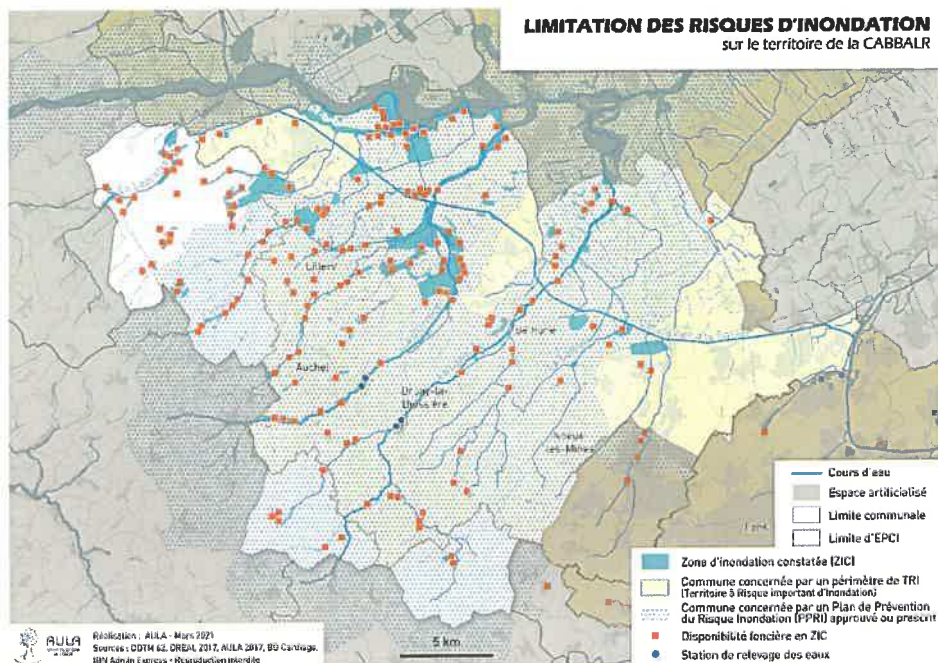 LIMITATION DES RISQUES D'INONDATION
sur le territoire de la CABBALR
Lillers
Béthune
Auchel
Bruay-la-
Buissière
Noeux
les-Mines
Cours d'eau
Espace artificialisé
Limite communale
Limite d'EPCI
Zone d'inondation constatée (ZIC)
Commune concernée par un périmètre de TRI
(Territoire à Risque important d'Inondation)
Commune concernée par un Plan de Prévention
du Risque Inondation (PPRI) approuvé ou prescrit
Disponibilité foncière en ZIC
Station de relevage des eaux
5 km
AULA
Réalisation : AULA - Mars 2021
Sources : DDTM 62, DREAL 2017, AULA 2017, BD Carthage,
IGN Admin Express - Reproduction interdite